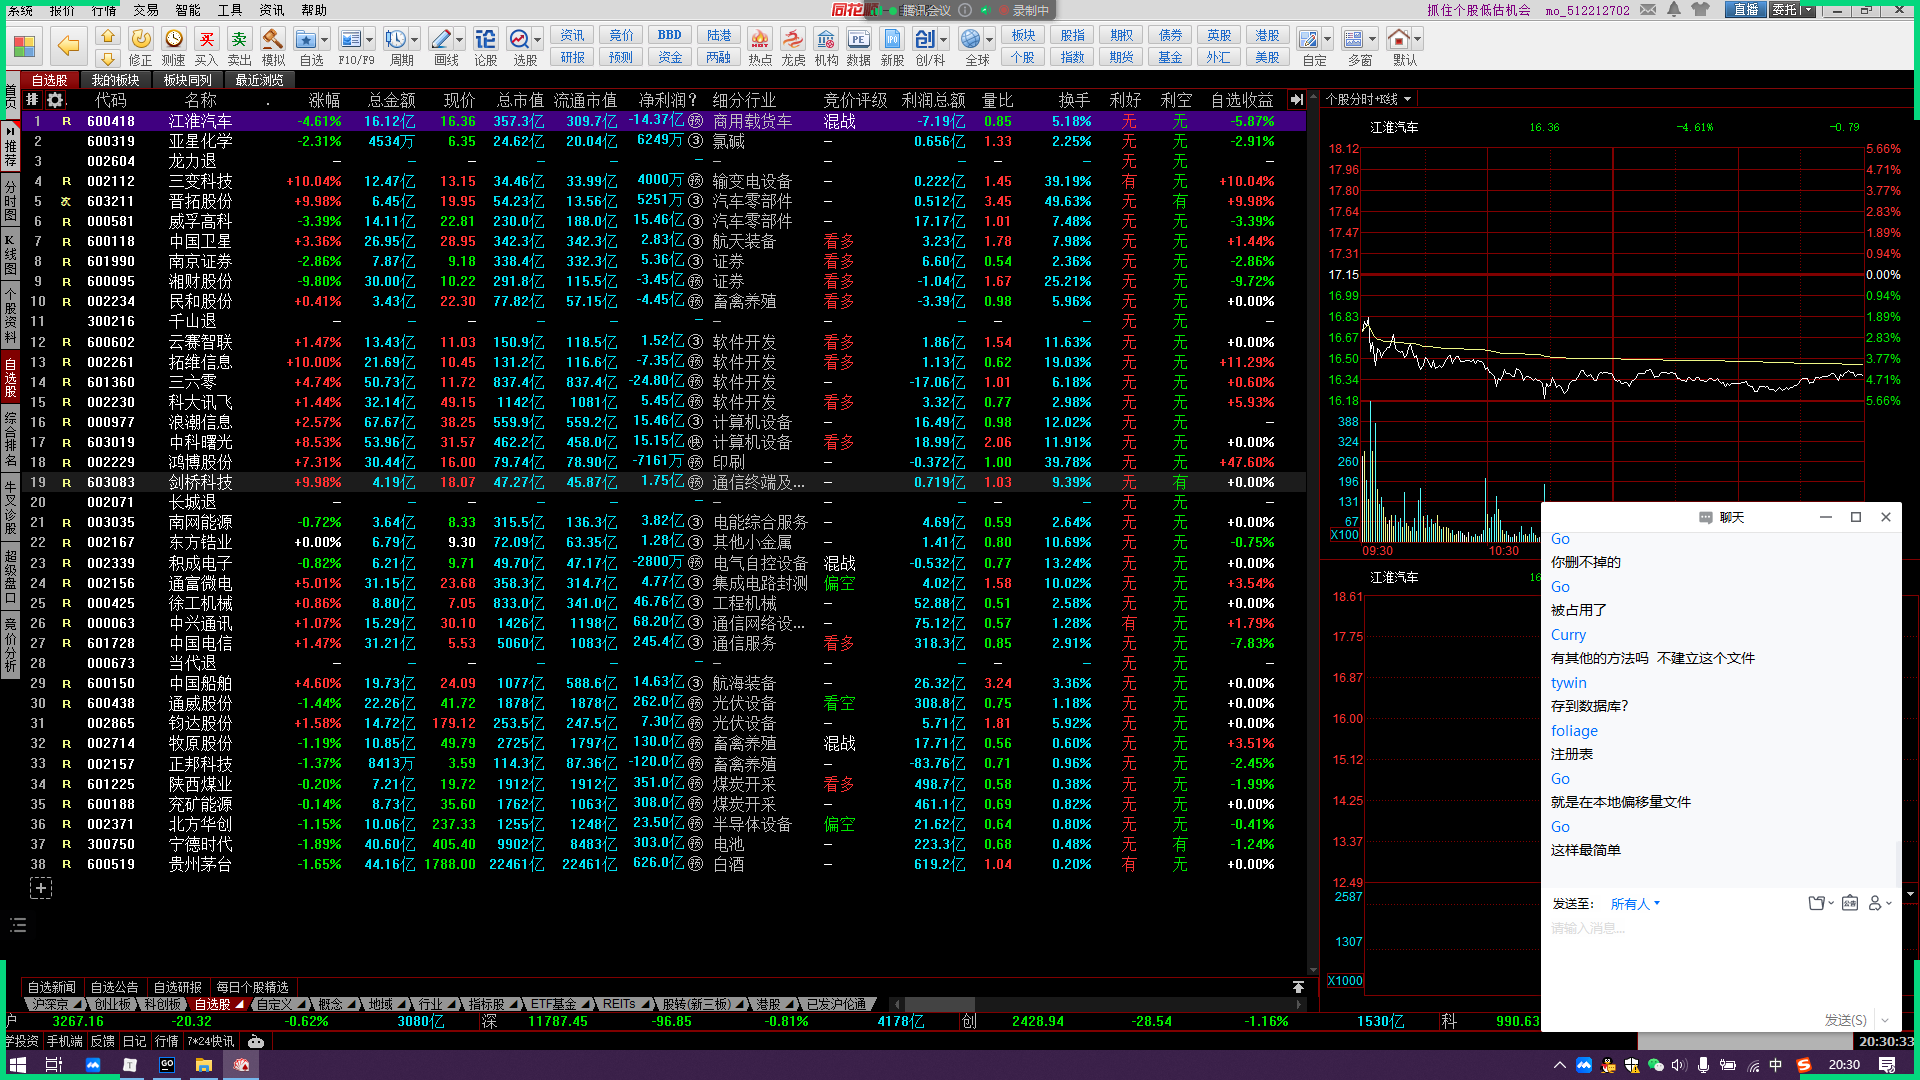 系统 报价 行情 交易 智能 工具 资讯 帮助
同花 腾讯会议 录制中
抓住个股低估机会 mo_512212702 直播 委托
修正 测速 买入 卖出 模拟 自选 F10/F9 周期 画线 论股 选股 热点 龙虎 机构 数据 新股 创/科 全球 自定 多窗 默认
资讯 竞价 BBD 陆港 板块 股指 期权 债券 英股 港股
研报 预测 资金 两融 个股 指数 期货 基金 外汇 美股
自选股 我的板块 板块同列 最近浏览
代码 名称 涨幅 总金额 现价 总市值 流通市值 净利润? 细分行业 竞价评级 利润总额 量比 换手 利好 利空 自选收益
1 R 600418 江淮汽车 -4.61% 16.12亿 16.36 357.3亿 309.7亿 -14.37亿 预 商用载货车 混战 -7.19亿 0.85 5.18% 无 无 -5.87%
2 600319 亚星化学 -2.31% 4534万 6.35 24.62亿 20.04亿 6249万 ③ 氯碱 — 0.656亿 1.33 2.25% 无 无 -2.91%
3 002604 龙力退 — — — — — — — — — — — 无 无 —
4 R 002112 三变科技 +10.04% 12.47亿 13.15 34.46亿 33.99亿 4000万 预 输变电设备 — 0.222亿 1.45 39.19% 有 无 +10.04%
5 603211 晋拓股份 +9.98% 6.45亿 19.95 54.23亿 13.56亿 5251万 ③ 汽车零部件 — 0.512亿 3.45 49.63% 无 有 +9.98%
6 R 000581 威孚高科 -3.39% 14.11亿 22.81 230.0亿 188.0亿 15.46亿 ③ 汽车零部件 — 17.17亿 1.01 7.48% 无 无 -3.39%
7 R 600118 中国卫星 +3.36% 26.95亿 28.95 342.3亿 342.3亿 2.83亿 ③ 航天装备 看多 3.23亿 1.78 7.98% 无 无 +1.44%
8 R 601990 南京证券 -2.86% 7.87亿 9.18 338.4亿 332.3亿 5.36亿 ③ 证券 看多 6.60亿 0.54 2.36% 无 无 -2.86%
9 R 600095 湘财股份 -9.80% 30.00亿 10.22 291.8亿 115.5亿 -3.45亿 预 证券 看多 -1.04亿 1.67 25.21% 无 无 -9.72%
10 R 002234 民和股份 +0.41% 3.43亿 22.30 77.82亿 57.15亿 -4.45亿 预 畜禽养殖 看多 -3.39亿 0.98 5.96% 无 无 +0.00%
11 300216 千山退 — — — — — — — — — — — 无 无 —
12 R 600602 云赛智联 +1.47% 13.43亿 11.03 150.9亿 118.5亿 1.52亿 ③ 软件开发 看多 1.86亿 1.54 11.63% 无 无 +0.00%
13 R 002261 拓维信息 +10.00% 21.69亿 10.45 131.2亿 116.6亿 -7.35亿 预 软件开发 看多 1.13亿 0.62 19.03% 无 无 +11.29%
14 R 601360 三六零 +4.74% 50.73亿 11.72 837.4亿 837.4亿 -24.80亿 预 软件开发 — -17.06亿 1.01 6.18% 无 无 +0.60%
15 R 002230 科大讯飞 +1.44% 32.14亿 49.15 1142亿 1081亿 5.45亿 预 软件开发 看多 3.32亿 0.77 2.98% 无 无 +5.93%
16 R 000977 浪潮信息 +2.57% 67.67亿 38.25 559.9亿 559.2亿 15.46亿 ③ 计算机设备 — 16.49亿 0.98 12.02% 无 无 —
17 R 603019 中科曙光 +8.53% 53.96亿 31.57 462.2亿 458.0亿 15.15亿 快 计算机设备 看多 18.99亿 2.06 11.91% 无 无 +0.00%
18 R 002229 鸿博股份 +7.31% 30.44亿 16.00 79.74亿 78.90亿 -7161万 预 印刷 — -0.372亿 1.00 39.78% 无 无 +47.60%
19 R 603083 剑桥科技 +9.98% 4.19亿 18.07 47.27亿 45.87亿 1.75亿 预 通信终端及... — 0.719亿 1.03 9.39% 无 有 +0.00%
20 002071 长城退 — — — — — — — — — — — 无 无 —
21 R 003035 南网能源 -0.72% 3.64亿 8.33 315.5亿 136.3亿 3.82亿 ③ 电能综合服务 — 4.69亿 0.59 2.64% 无 无 +0.00%
22 R 002167 东方锆业 +0.00% 6.79亿 9.30 72.09亿 63.35亿 1.28亿 ③ 其他小金属 — 1.41亿 0.80 10.69% 无 无 -0.75%
23 R 002339 积成电子 -0.82% 6.21亿 9.71 49.70亿 47.17亿 -2800万 预 电气自控设备 混战 -0.532亿 0.77 13.24% 无 无 +0.00%
24 R 002156 通富微电 +5.01% 31.15亿 23.68 358.3亿 314.7亿 4.77亿 ③ 集成电路封测 偏空 4.02亿 1.58 10.02% 无 有 +3.54%
25 R 000425 徐工机械 +0.86% 8.80亿 7.05 833.0亿 341.0亿 46.76亿 ③ 工程机械 — 52.88亿 0.51 2.58% 无 无 +0.00%
26 R 000063 中兴通讯 +1.07% 15.29亿 30.10 1426亿 1198亿 68.20亿 ③ 通信网络设... — 75.12亿 0.57 1.28% 有 无 +1.79%
27 R 601728 中国电信 +1.47% 31.21亿 5.53 5060亿 1083亿 245.4亿 ③ 通信服务 看多 318.3亿 0.85 2.91% 无 无 -7.83%
28 000673 当代退 — — — — — — — — — — — 无 无 —
29 R 600150 中国船舶 +4.60% 19.73亿 24.09 1077亿 588.6亿 14.63亿 ③ 航海装备 — 26.32亿 3.24 3.36% 无 无 +0.00%
30 R 600438 通威股份 -1.44% 22.26亿 41.72 1878亿 1878亿 262.0亿 预 光伏设备 看空 308.8亿 0.75 1.18% 无 无 +0.00%
31 002865 钧达股份 +1.58% 14.72亿 179.12 253.5亿 247.5亿 7.30亿 预 光伏设备 — 5.71亿 1.81 5.92% 无 无 +0.00%
32 R 002714 牧原股份 -1.19% 10.85亿 49.79 2725亿 1797亿 130.0亿 预 畜禽养殖 混战 17.71亿 0.56 0.60% 无 无 +3.51%
33 R 002157 正邦科技 -1.37% 8413万 3.59 114.3亿 87.36亿 -120.0亿 预 畜禽养殖 — -83.76亿 0.71 0.96% 无 无 -2.45%
34 R 601225 陕西煤业 -0.20% 7.21亿 19.72 1912亿 1912亿 351.0亿 预 煤炭开采 看多 498.7亿 0.58 0.38% 无 无 -1.99%
35 R 600188 兖矿能源 -0.14% 8.73亿 35.60 1762亿 1063亿 308.0亿 预 煤炭开采 — 461.1亿 0.69 0.82% 无 无 +0.00%
36 R 002371 北方华创 -1.15% 10.06亿 237.33 1255亿 1248亿 23.50亿 预 半导体设备 偏空 21.62亿 0.64 0.80% 无 无 -0.41%
37 R 300750 宁德时代 -1.89% 40.60亿 405.40 9902亿 8483亿 303.0亿 预 电池 — 223.3亿 0.68 0.48% 无 有 -1.24%
38 R 600519 贵州茅台 -1.65% 44.16亿 1788.00 22461亿 22461亿 626.0亿 预 白酒 — 619.2亿 1.04 0.20% 有 无 +0.00%
首页
推荐
分时图
K线图
个股资料
自选股
综合排名
牛叉诊股
超级盘口
竞价分析
个股分时+K线
江淮汽车 16.36 -4.61% -0.79
18.12 5.66%
17.96 4.71%
17.80 3.77%
17.64 2.83%
17.47 1.89%
17.31 0.94%
17.15 0.00%
16.99 0.94%
16.83 1.89%
16.67 2.83%
16.50 3.77%
16.34 4.71%
16.18 5.66%
388
324
260
196
131
67
X100
09:30 10:30
江淮汽车 16
18.61
17.75
16.87
16.00
15.12
14.25
13.37
12.49
2587
1307
X1000
聊天
Go
你删不掉的
Go
被占用了
Curry
有其他的方法吗 不建立这个文件
tywin
存到数据库?
foliage
注册表
Go
就是在本地偏移量文件
Go
这样最简单
发送至: 所有人
公告
请输入消息...
发送(S)
自选新闻 自选公告 自选研报 每日个股精选
沪深京 创业板 科创板 自选股 自定义 概念 地域 行业 指标股 ETF基金 REITs 股转(新三板) 港股 已发沪伦通
户 3267.16 -20.32 -0.62% 3080亿 深 11787.45 -96.85 -0.81% 4178亿 创 2428.94 -28.54 -1.16% 1530亿 科 990.63
学投资 手机端 反馈 日记 行情 7*24快讯
20:30:33
中 20:30